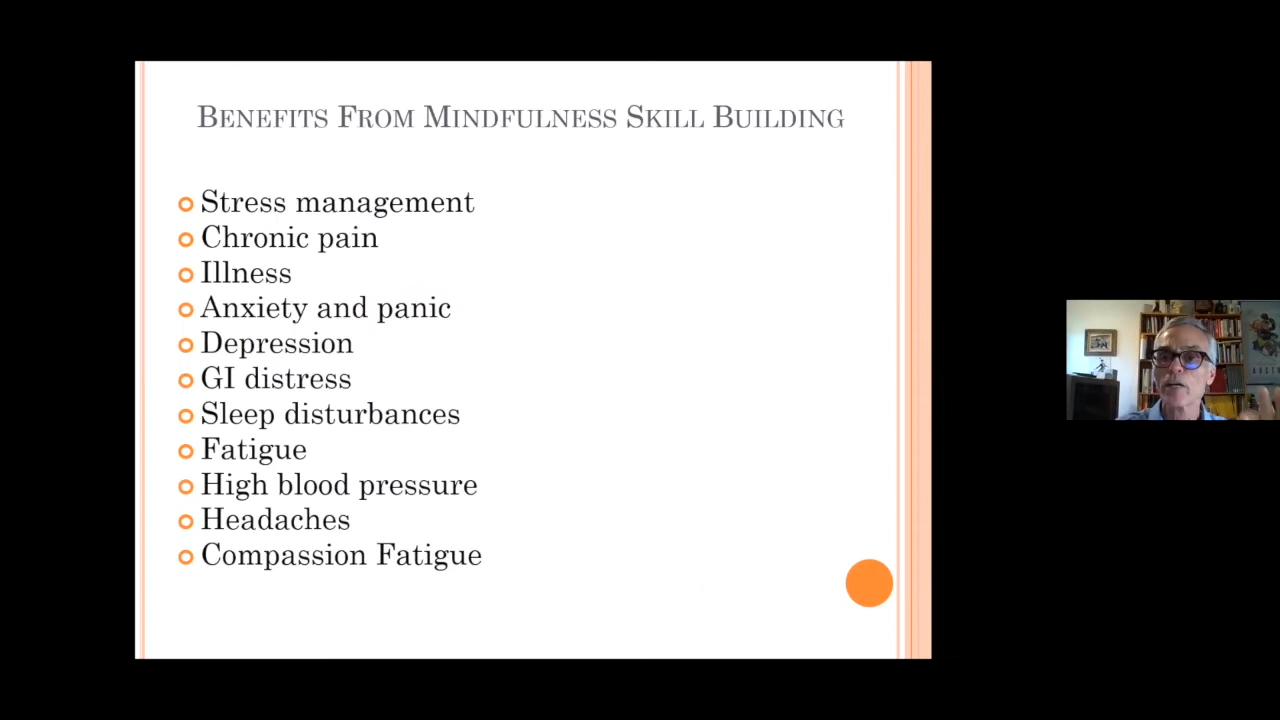 Benefits From Mindfulness Skill Building
Stress management
Chronic pain
Illness
Anxiety and panic
Depression
GI distress
Sleep disturbances
Fatigue
High blood pressure
Headaches
Compassion Fatigue